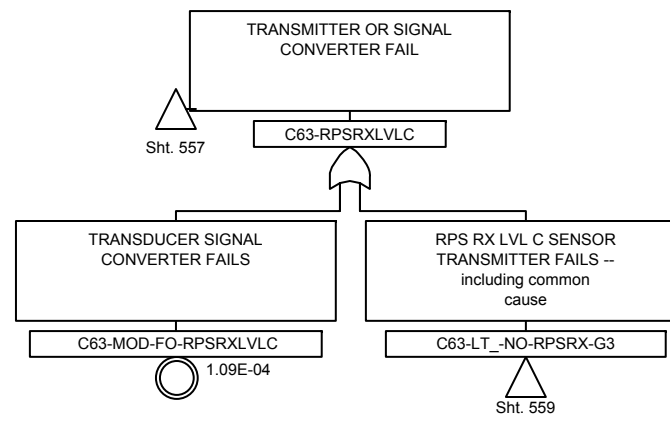 TRANSMITTER OR SIGNAL
CONVERTER FAIL
Sht. 557
C63-RPSRXLVLC
TRANSDUCER SIGNAL
CONVERTER FAILS
C63-MOD-FO-RPSRXLVLC
1.09E-04
RPS RX LVL C SENSOR
TRANSMITTER FAILS --
including common
cause
C63-LT_-NO-RPSRX-G3
Sht. 559